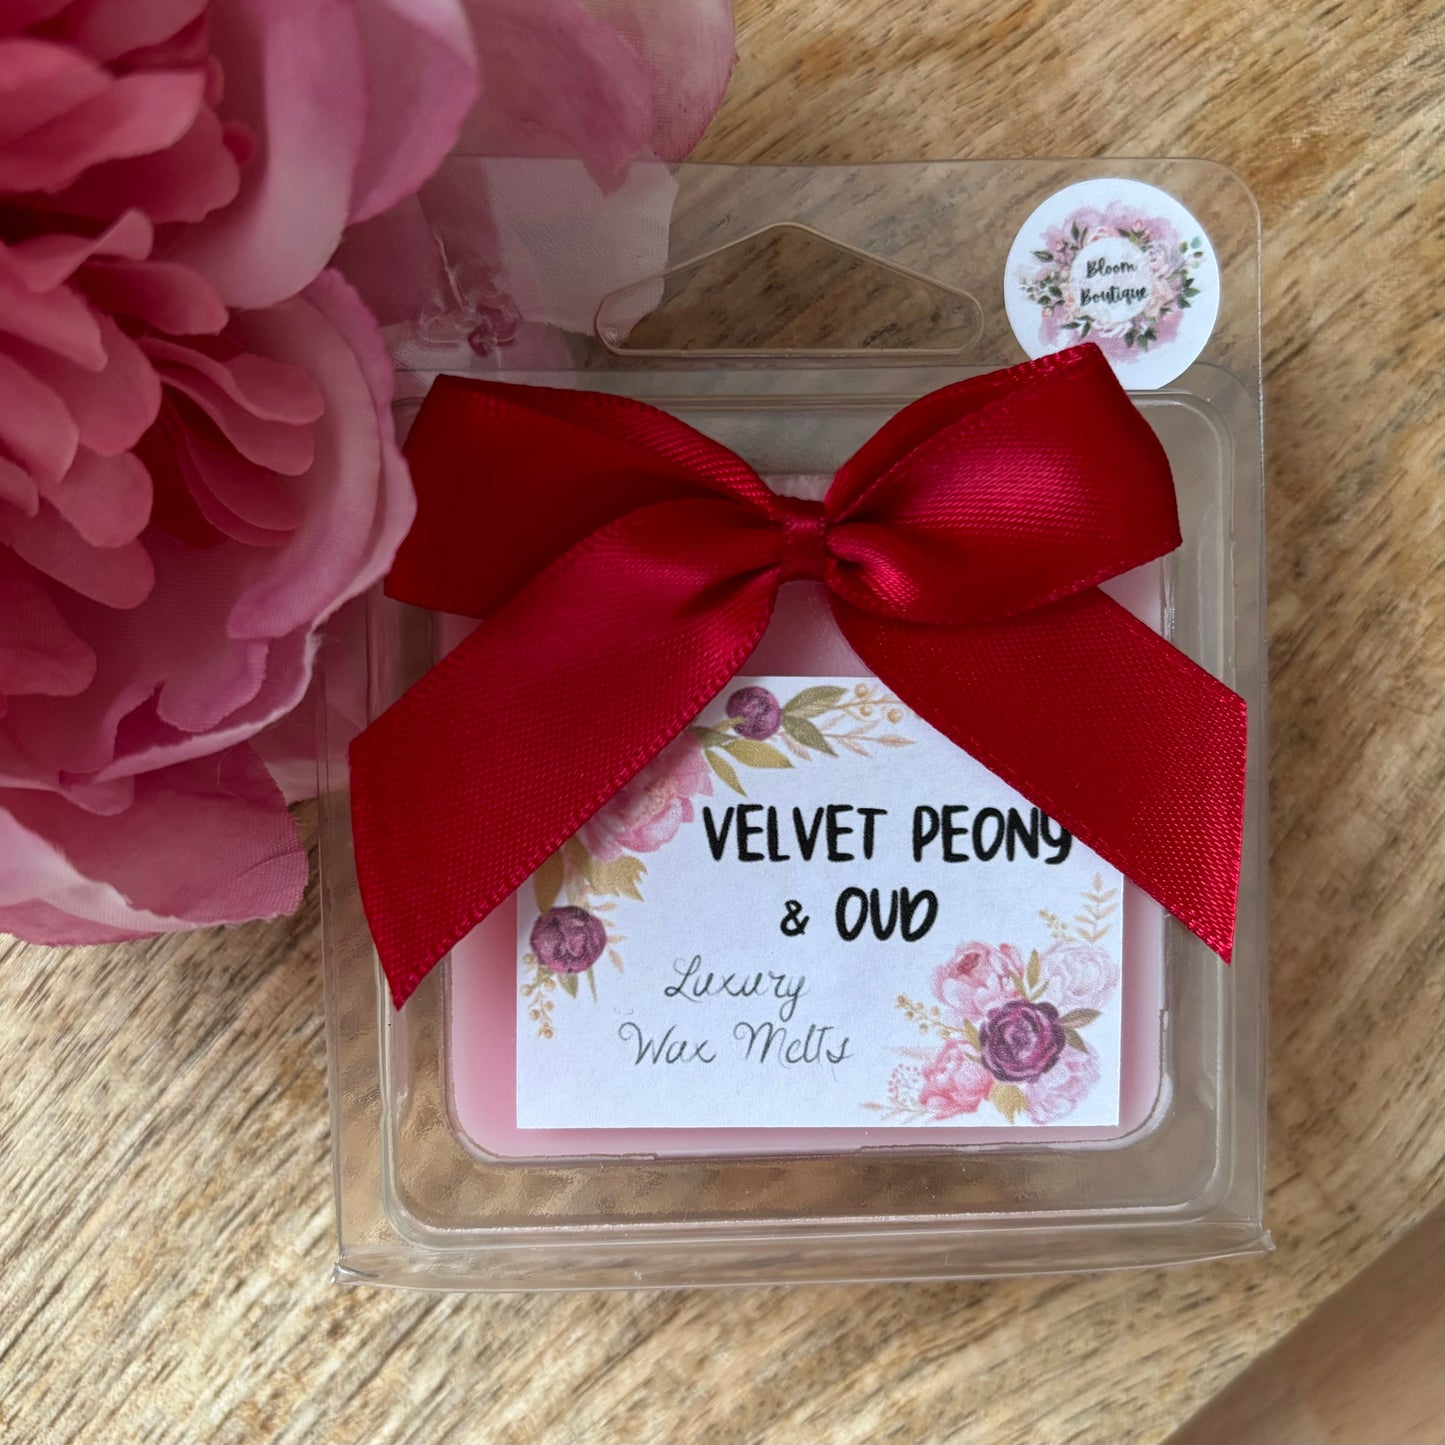 Bloom
Boutique
VELVET PEONY
& OUD
Luxury
Wax Melts